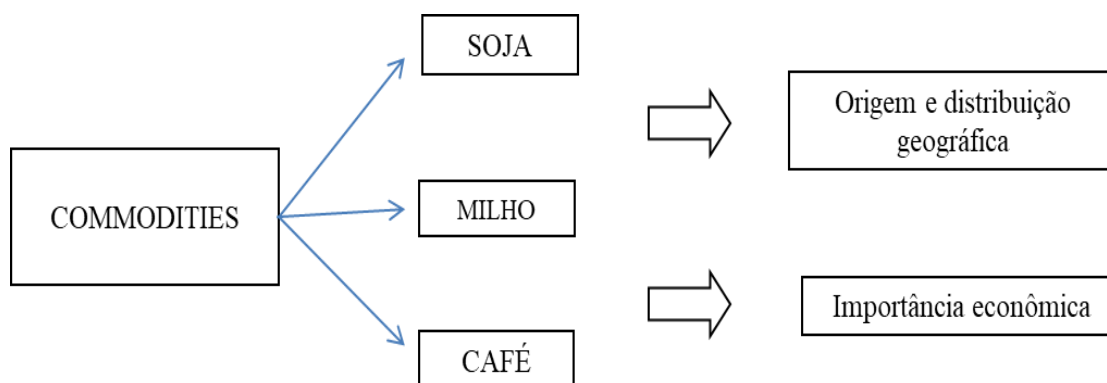 SOJA
Origem e distribuição
geográfica
COMMODITIES
MILHO
Importância econômica
CAFÉ